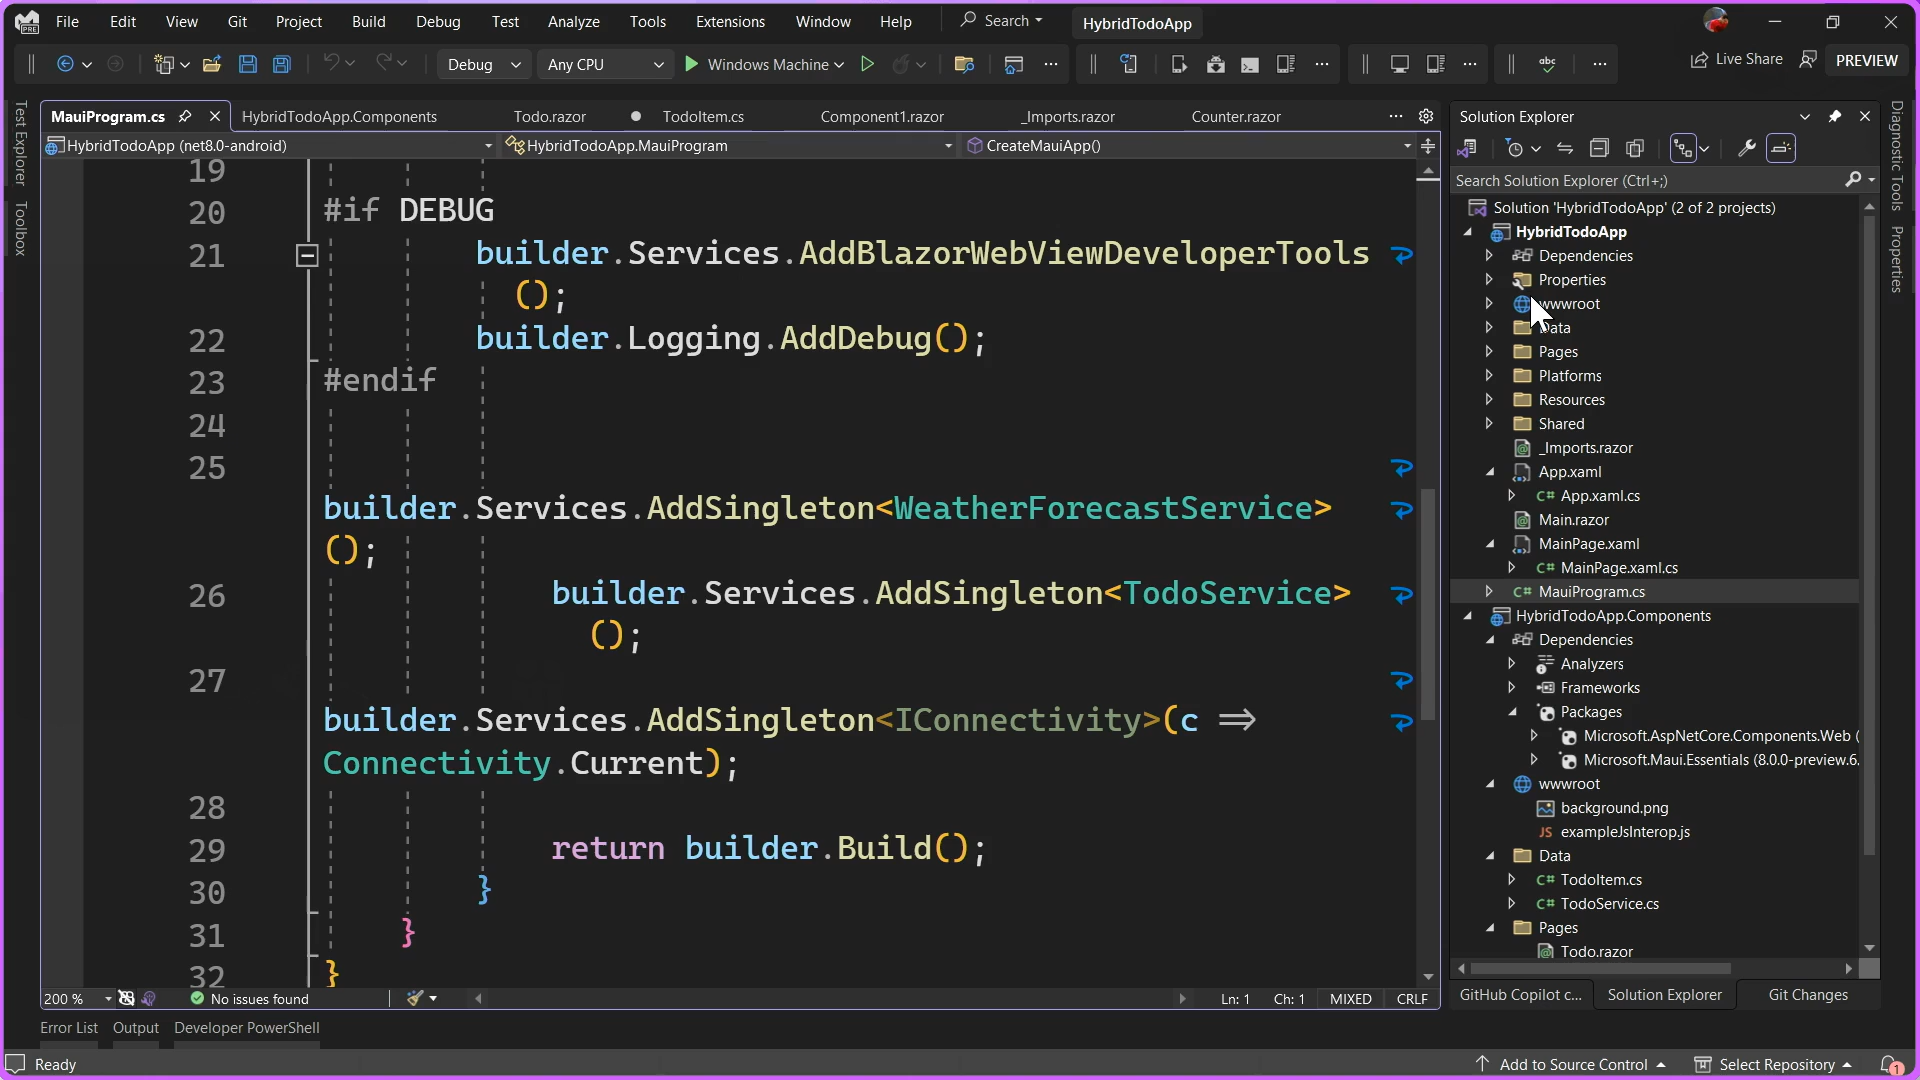 File Edit View Git Project Build Debug Test Analyze Tools Extensions Window Help Search HybridTodoApp
Debug Any CPU Windows Machine Live Share PREVIEW
Test Explorer
Toolbox
MauiProgram.cs HybridTodoApp.Components Todo.razor TodoItem.cs Component1.razor _Imports.razor Counter.razor
HybridTodoApp (net8.0-android) HybridTodoApp.MauiProgram CreateMauiApp()
19
20 #if DEBUG
21 builder.Services.AddBlazorWebViewDeveloperTools
();
22 builder.Logging.AddDebug();
23 #endif
24
25
builder.Services.AddSingleton<WeatherForecastService>
();
26 builder.Services.AddSingleton<TodoService>
();
27
builder.Services.AddSingleton<IConnectivity>(c =>
Connectivity.Current);
28
29 return builder.Build();
30 }
31 }
32 }
200 % No issues found Ln: 1 Ch: 1 MIXED CRLF
Solution Explorer
Search Solution Explorer (Ctrl+;)
Solution 'HybridTodoApp' (2 of 2 projects)
HybridTodoApp
Dependencies
Properties
wwwroot
Data
Pages
Platforms
Resources
Shared
_Imports.razor
App.xaml
C# App.xaml.cs
Main.razor
MainPage.xaml
C# MainPage.xaml.cs
C# MauiProgram.cs
HybridTodoApp.Components
Dependencies
Analyzers
Frameworks
Packages
Microsoft.AspNetCore.Components.Web (
Microsoft.Maui.Essentials (8.0.0-preview.6.
wwwroot
background.png
JS exampleJsInterop.js
Data
C# TodoItem.cs
C# TodoService.cs
Pages
Todo.razor
GitHub Copilot c... Solution Explorer Git Changes
Diagnostic Tools
Properties
Error List Output Developer PowerShell
Ready Add to Source Control Select Repository 1